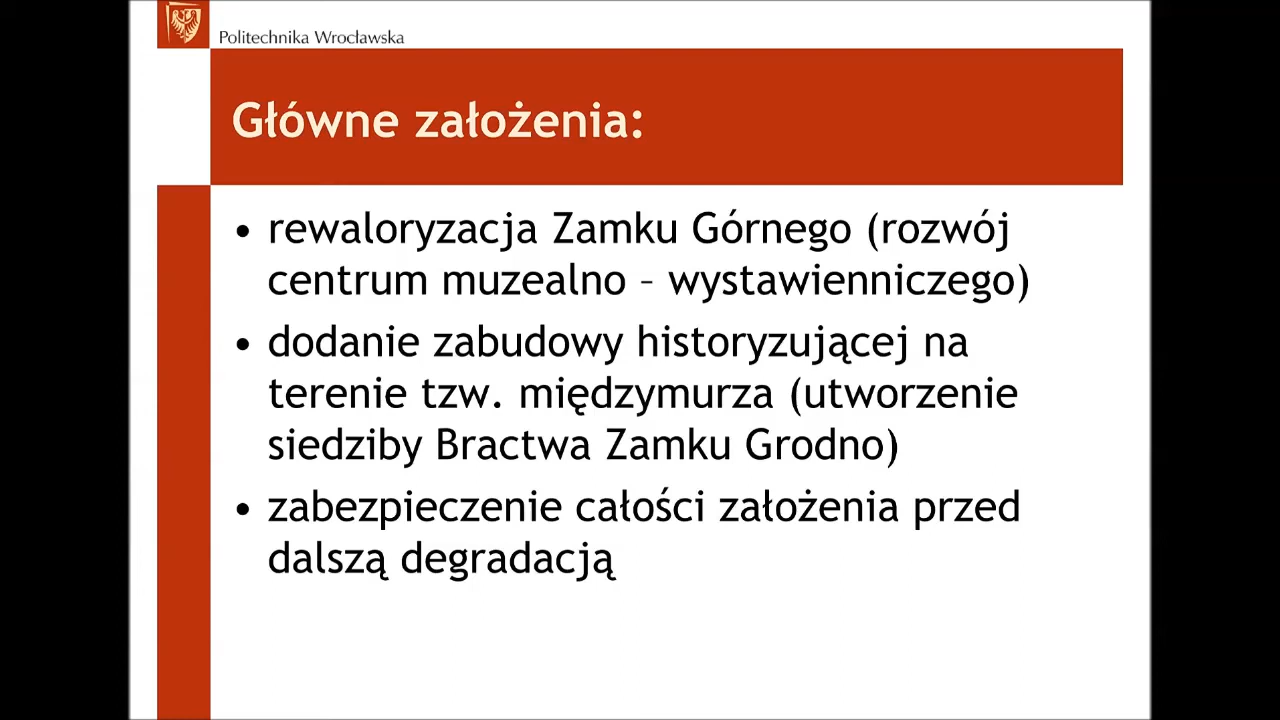 Politechnika Wrocławska
Główne założenia:
• rewaloryzacja Zamku Górnego (rozwój
centrum muzealno – wystawienniczego)
• dodanie zabudowy historyzującej na
terenie tzw. międzymurza (utworzenie
siedziby Bractwa Zamku Grodno)
• zabezpieczenie całości założenia przed
dalszą degradacją